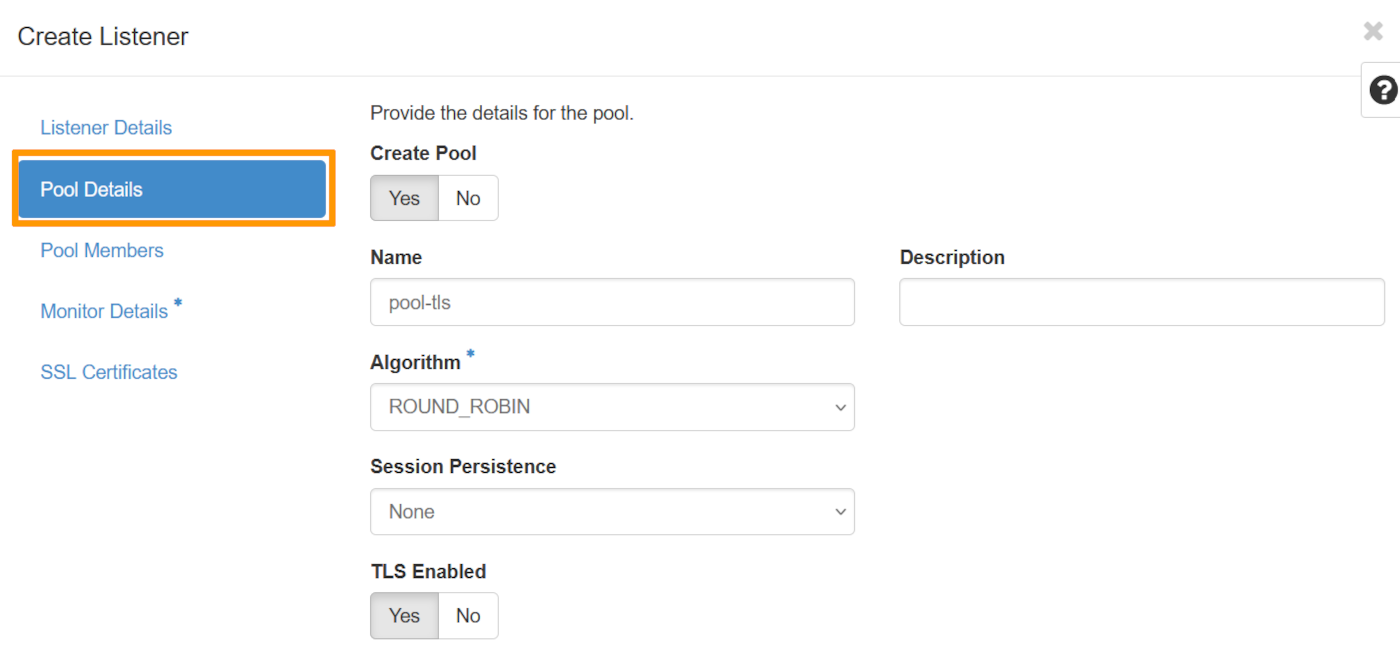 Create Listener
Listener Details
Pool Details
Pool Members
Monitor Details *
SSL Certificates
Provide the details for the pool.
Create Pool
Yes No
Name
pool-tls
Description
Algorithm *
ROUND_ROBIN
Session Persistence
None
TLS Enabled
Yes No